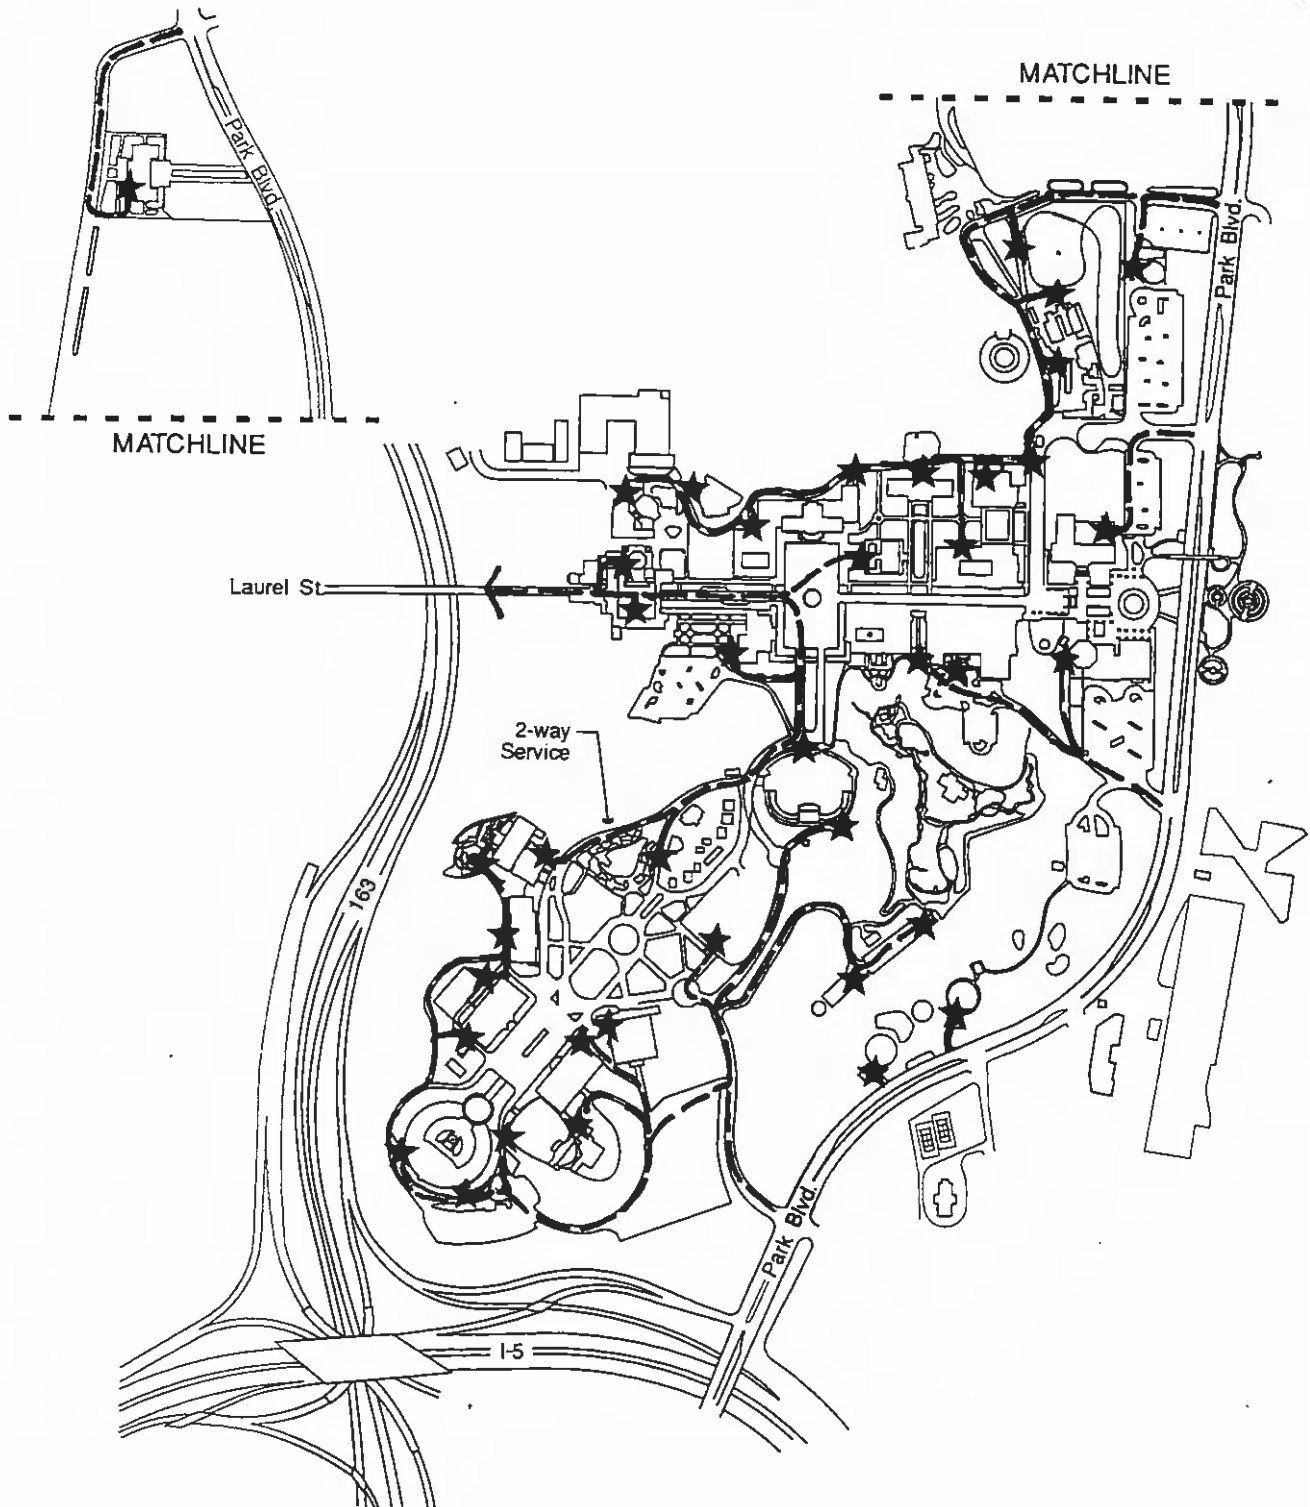 MATCHLINE
Park Blvd.
Park Blvd.
MATCHLINE
Laurel St.
2-way
Service
163
Park Blvd.
I-5